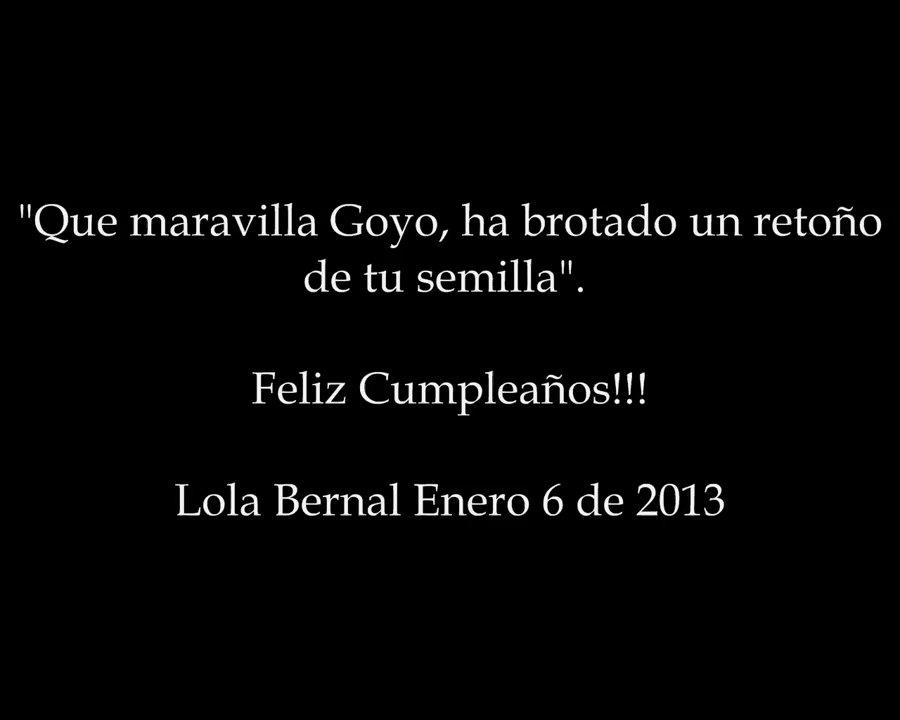 "Que maravilla Goyo, ha brotado un retoño
de tu semilla".
Feliz Cumpleaños!!!
Lola Bernal Enero 6 de 2013